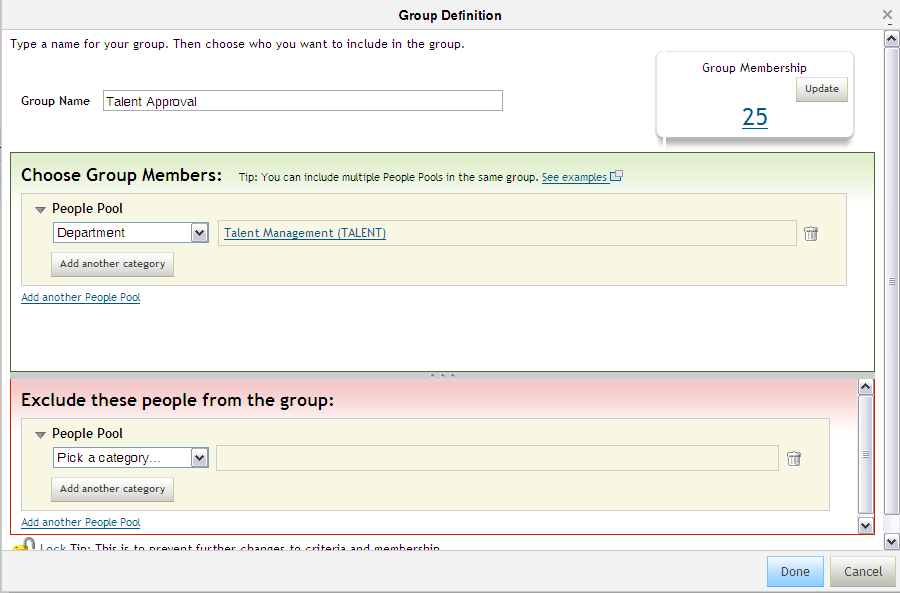 Group Definition
Type a name for your group. Then choose who you want to include in the group.
Group Membership
Update
25
Group Name Talent Approval
Choose Group Members: Tip: You can include multiple People Pools in the same group. See examples
People Pool
Department Talent Management (TALENT)
Add another category
Add another People Pool
Exclude these people from the group:
People Pool
Pick a category...
Add another category
Add another People Pool
Lock Tip: This is to prevent further changes to criteria and membership
Done Cancel